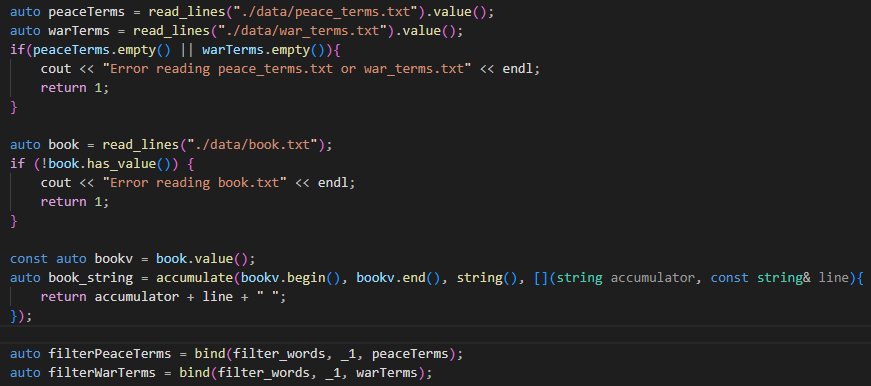 auto peaceTerms = read_lines("./data/peace_terms.txt").value();
auto warTerms = read_lines("./data/war_terms.txt").value();
if(peaceTerms.empty() || warTerms.empty()){
    cout << "Error reading peace_terms.txt or war_terms.txt" << endl;
    return 1;
}

auto book = read_lines("./data/book.txt");
if (!book.has_value()) {
    cout << "Error reading book.txt" << endl;
    return 1;
}

const auto bookv = book.value();
auto book_string = accumulate(bookv.begin(), bookv.end(), string(), [](string accumulator, const string& line){
    return accumulator + line + " ";
});

auto filterPeaceTerms = bind(filter_words, _1, peaceTerms);
auto filterWarTerms = bind(filter_words, _1, warTerms);